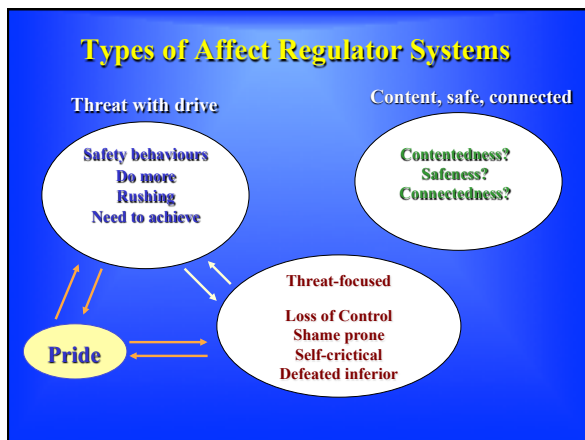 Types of Affect Regulator Systems
Threat with drive
Safety behaviours
Do more
Rushing
Need to achieve
Content, safe, connected
Contentedness?
Safeness?
Connectedness?
Threat-focused
Loss of Control
Shame prone
Self-crictical
Defeated inferior
Pride